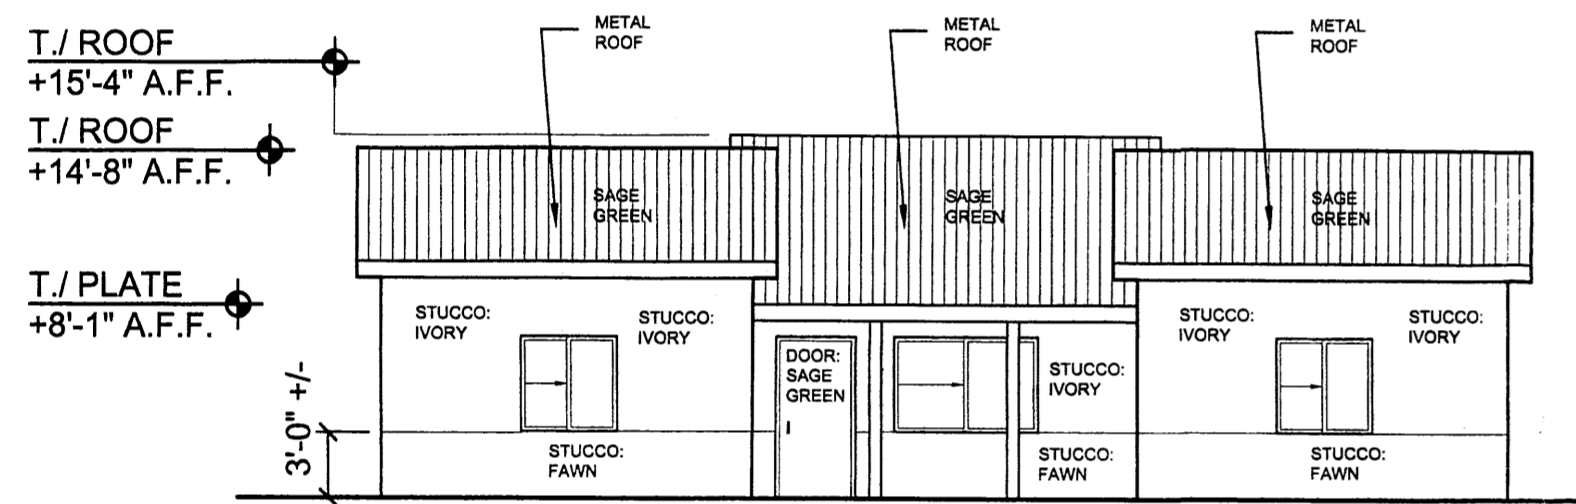 T./ ROOF
+15'-4" A.F.F.
T./ ROOF
+14'-8" A.F.F.
T./ PLATE
+8'-1" A.F.F.
3'-0" +/-
METAL
ROOF
METAL
ROOF
METAL
ROOF
SAGE
GREEN
SAGE
GREEN
SAGE
GREEN
STUCCO:
IVORY
STUCCO:
IVORY
DOOR:
SAGE
GREEN
STUCCO:
IVORY
STUCCO:
IVORY
STUCCO:
IVORY
STUCCO:
FAWN
STUCCO:
FAWN
STUCCO:
FAWN